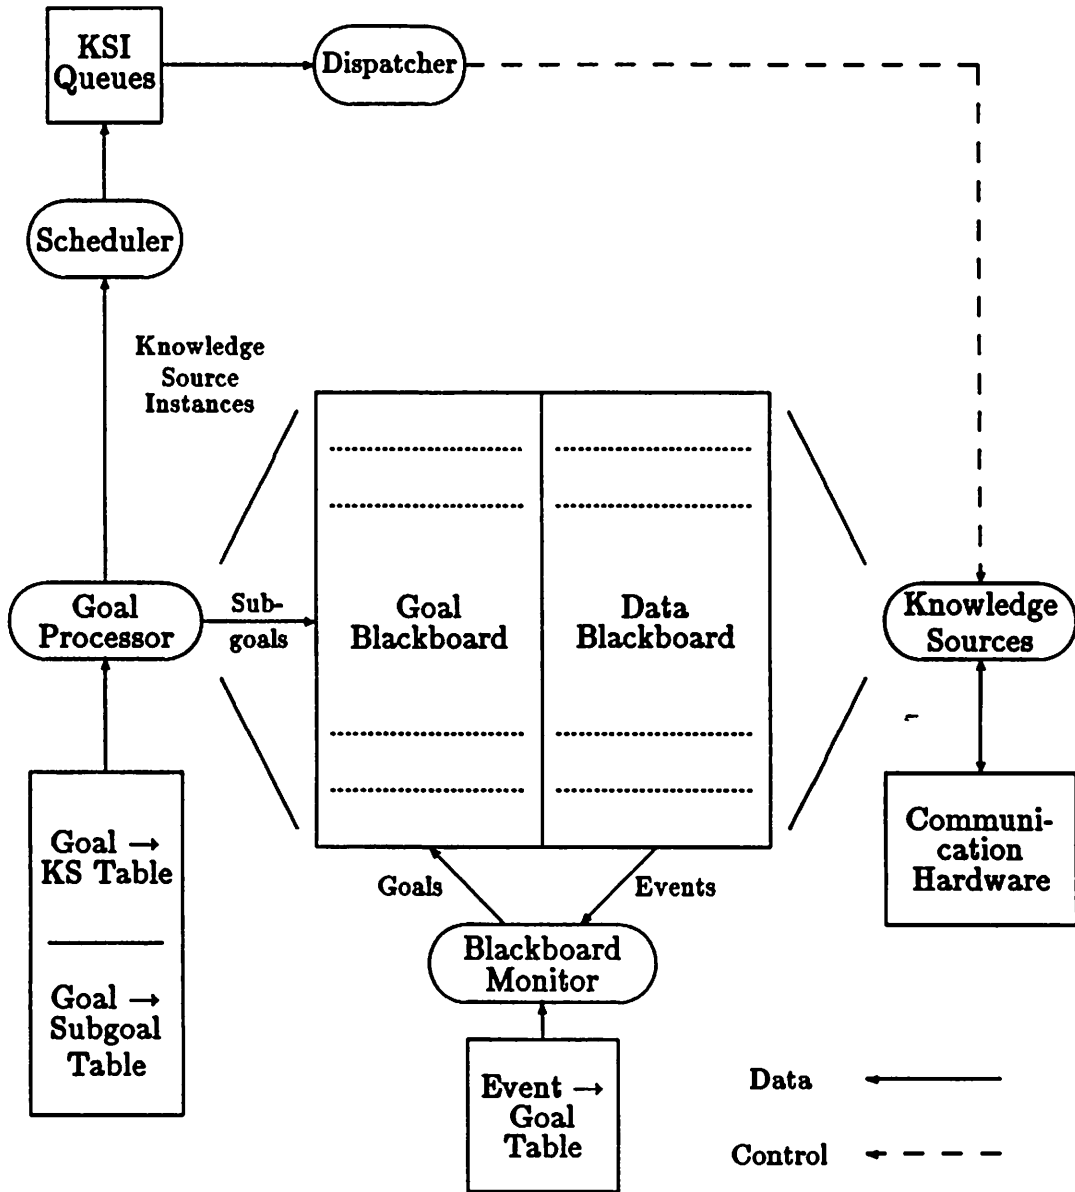 KSI
Queues
Dispatcher
Scheduler
Knowledge
Source
Instances
Goal
Processor
Sub-
goals
Goal
Blackboard
Data
Blackboard
Knowledge
Sources
Goal →
KS Table
Goal →
Subgoal
Table
Goals
Events
Communi-
cation
Hardware
Blackboard
Monitor
Event →
Goal
Table
Data
Control